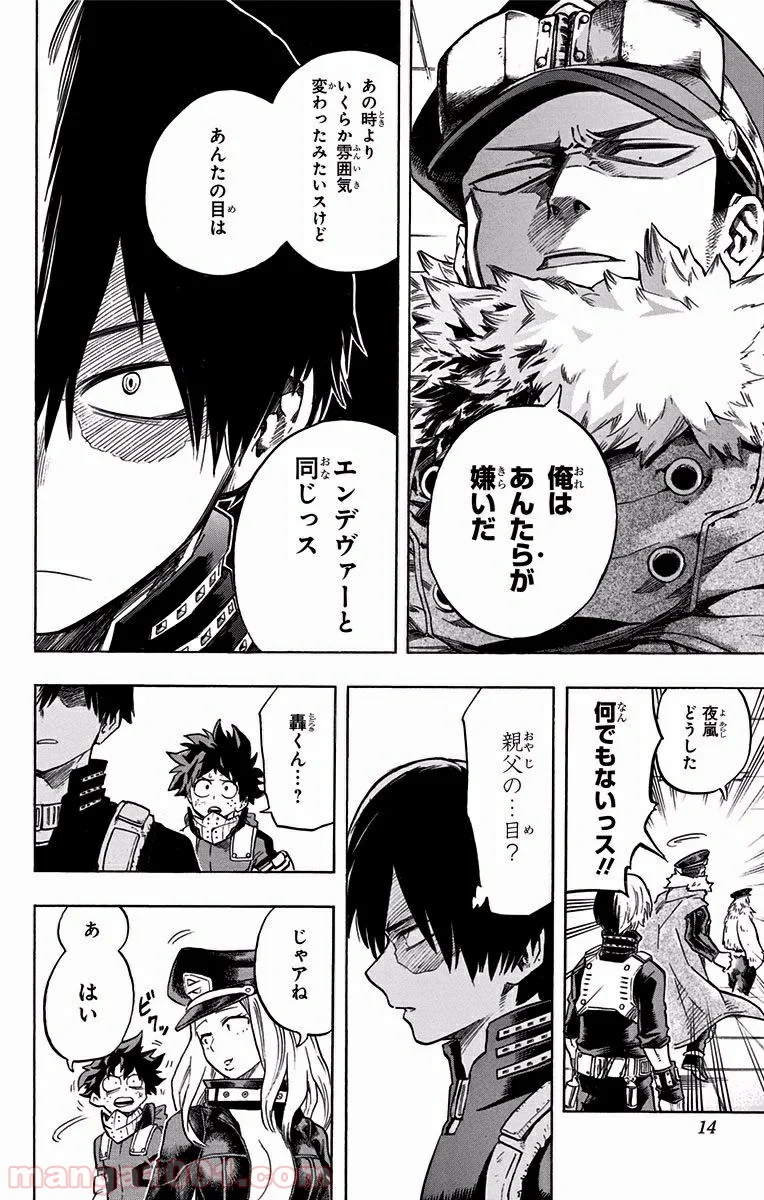 俺は
あんたらが
嫌いだ
あの時より
いくらか雰囲気
変わったみたいスけど
あんたの目は
エンデヴァーと
同じっス
夜嵐
どうした
何でもないっス!!
親父の…目?
轟くん…?
じゃアね
ビクッ
あ
はい
14